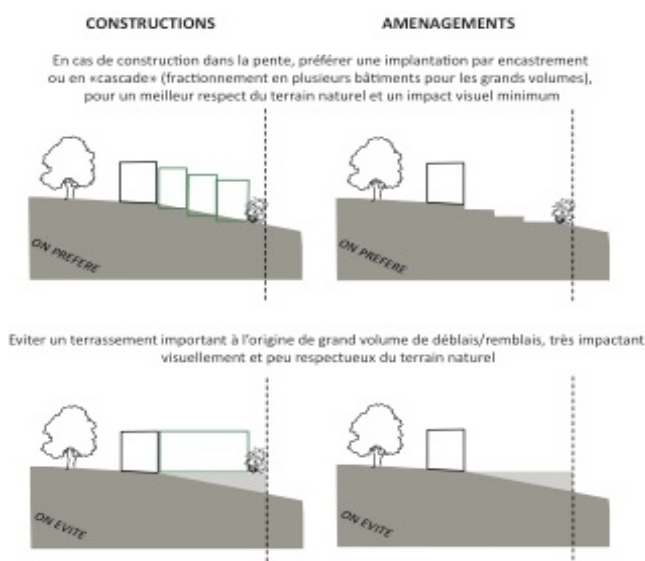 CONSTRUCTIONS
AMENAGEMENTS
En cas de construction dans la pente, préférer une implantation par encastrement
ou en «cascade» (fractionnement en plusieurs bâtiments pour les grands volumes),
pour un meilleur respect du terrain naturel et un impact visuel minimum
ON PREFERE
ON PREFERE
Eviter un terrassement important à l'origine de grand volume de déblais/remblais, très impactant
visuellement et peu respectueux du terrain naturel
ON EVITE
ON EVITE